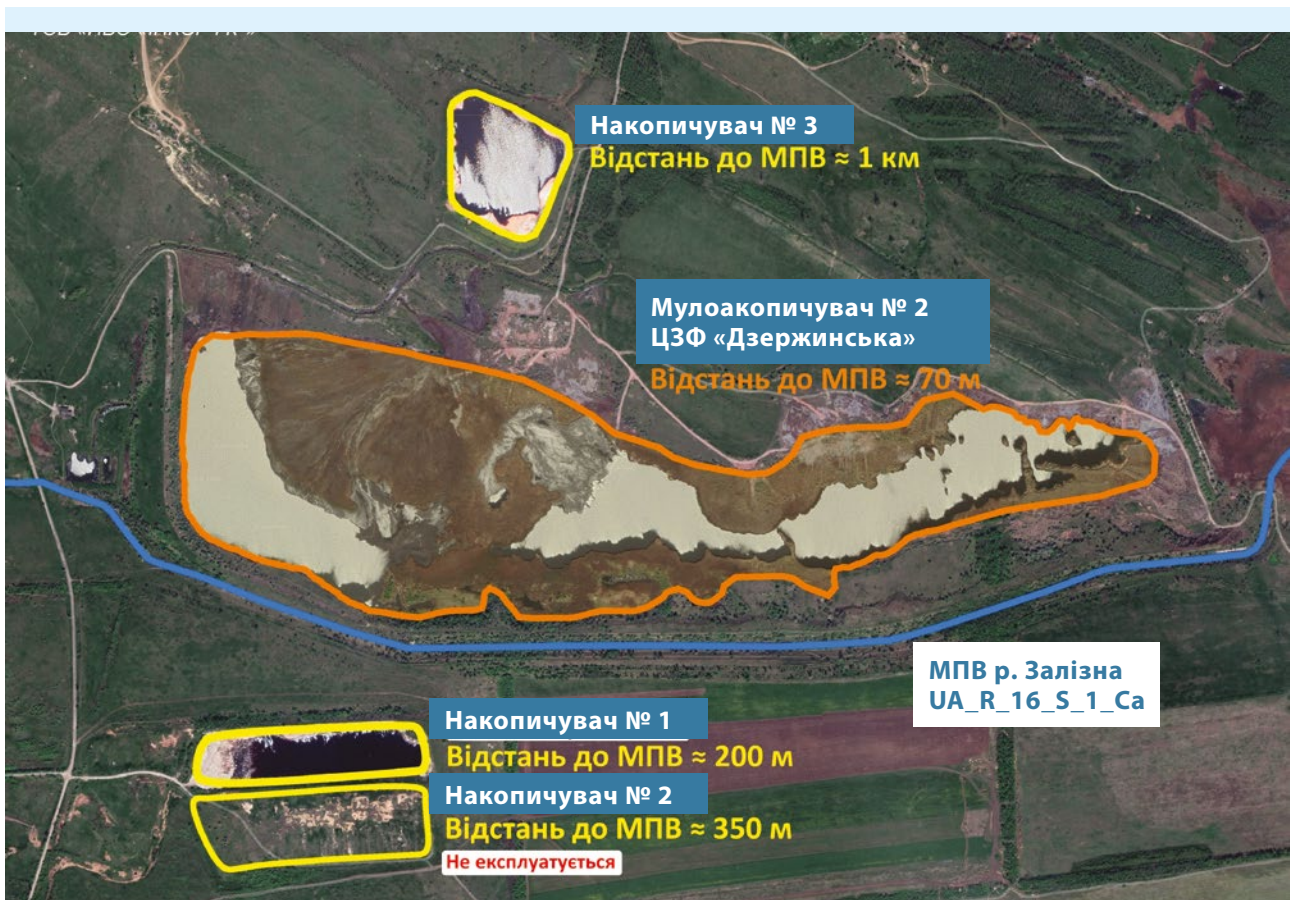 Накопичувач № 3
Відстань до МПВ ≈ 1 км
Мулоакопичувач № 2
ЦЗФ «Дзержинська»
Відстань до МПВ ≈ 70 м
МПВ р. Залізна
UA_R_16_S_1_Ca
Накопичувач № 1
Відстань до МПВ ≈ 200 м
Накопичувач № 2
Відстань до МПВ ≈ 350 м
Не експлуатується